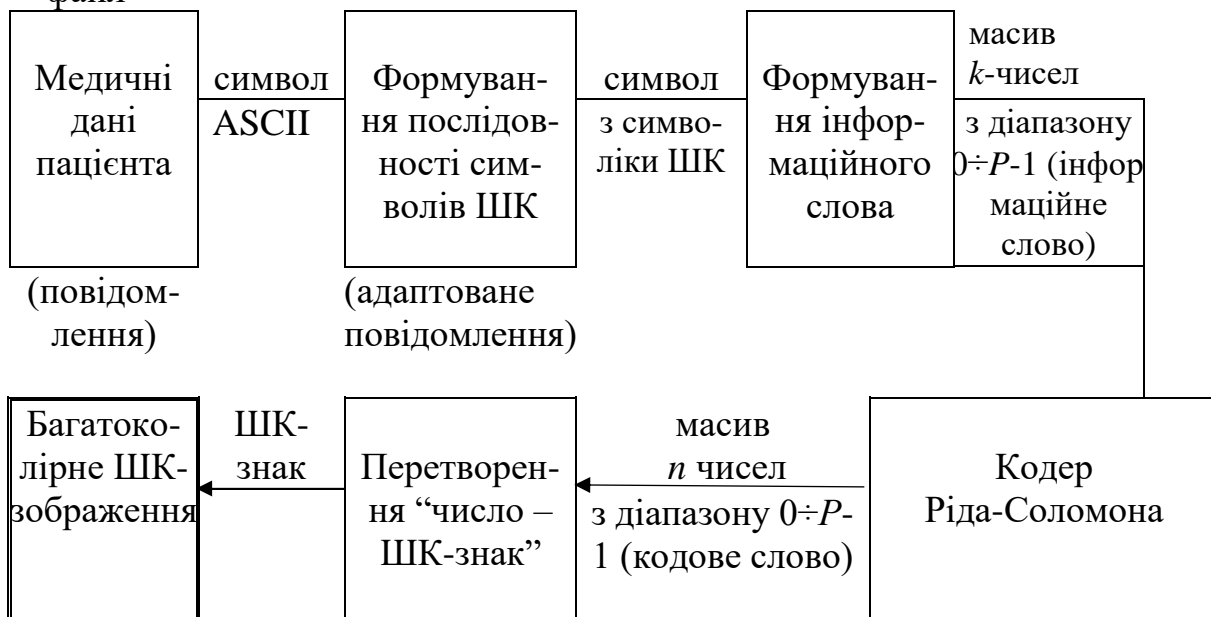 файл
Медичні
дані
пацієнта
символ
ASCII
Формуван-
ня послідов-
ності сим-
волів ШК
символ
з симво-
ліки ШК
Формуван-
ня інфор-
маційного
слова
масив
k-чисел
з діапазону
0÷P-1 (інфор
маційне
слово)
(повідом-
лення)
(адаптоване
повідомлення)
Багатоко-
лірне ШК-
зображення
ШК-
знак
Перетворен-
ня “число –
ШК-знак”
масив
n чисел
з діапазону 0÷P-
1 (кодове слово)
Кодер
Ріда-Соломона